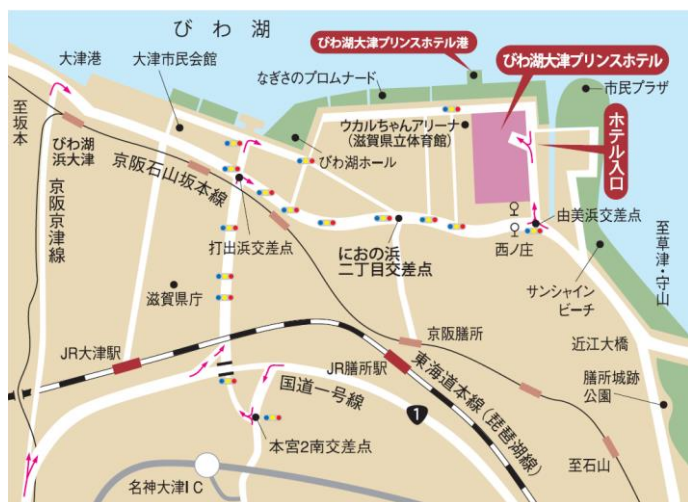 びわ湖
びわ湖大津プリンスホテル港
びわ湖大津プリンスホテル
大津港
大津市民会館
なぎさのプロムナード
市民プラザ
至坂本
ウカルちゃんアリーナ
(滋賀県立体育館)
ホテル入口
びわ湖
浜大津
びわ湖ホール
京阪石山坂本線
京阪京津線
打出浜交差点
におの浜
二丁目交差点
西ノ庄
由美浜交差点
至草津・守山
滋賀県庁
サンシャイン
ビーチ
京阪膳所
近江大橋
JR大津駅
JR膳所駅
東海道本線(琵琶湖線)
膳所城跡
公園
国道一号線
1
本宮2南交差点
至石山
名神大津IC